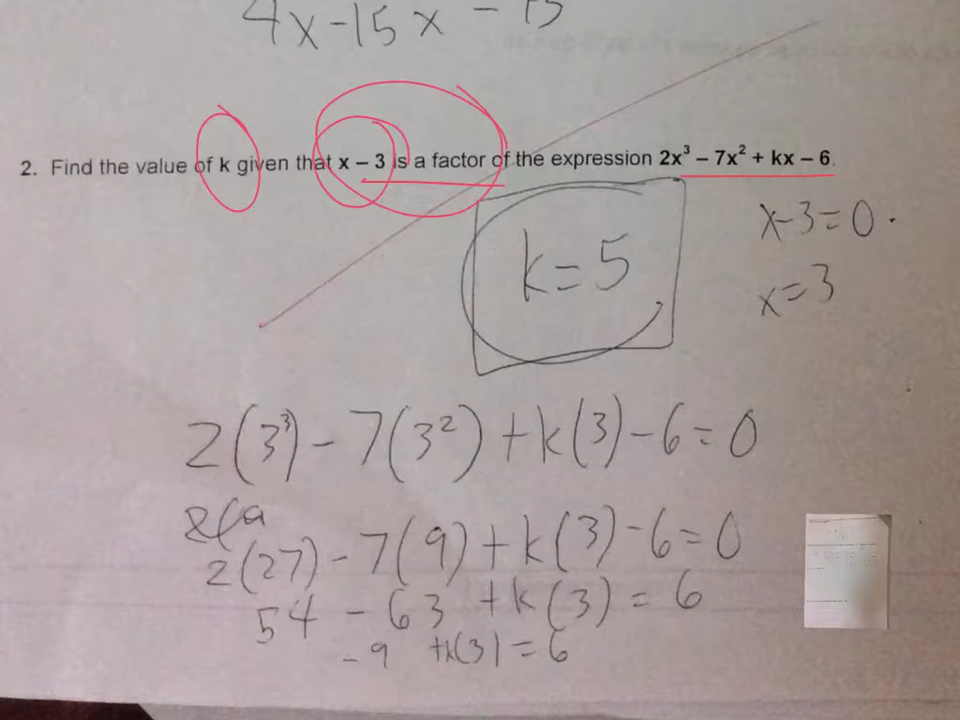 4x-15x - 15
2. Find the value of k given that x – 3 is a factor of the expression 2x³ – 7x² + kx – 6.
x-3=0.
k=5
x=3
2(3³)-7(3²)+k(3)-6=0
2(27)-7(9)+k(3)-6=0
54 - 63 +k(3) = 6
-9 +k(3)=6